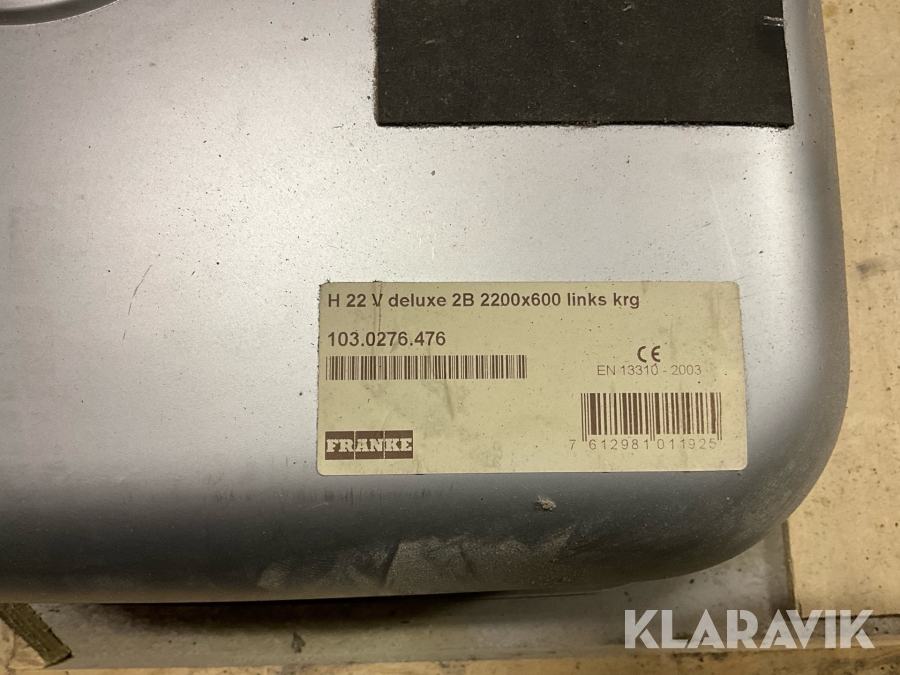 H 22 V deluxe 2B 2200x600 links krg
103.0276.476
CE
EN 13310 - 2003
FRANKE
7 612981 011925
KLARAVIK